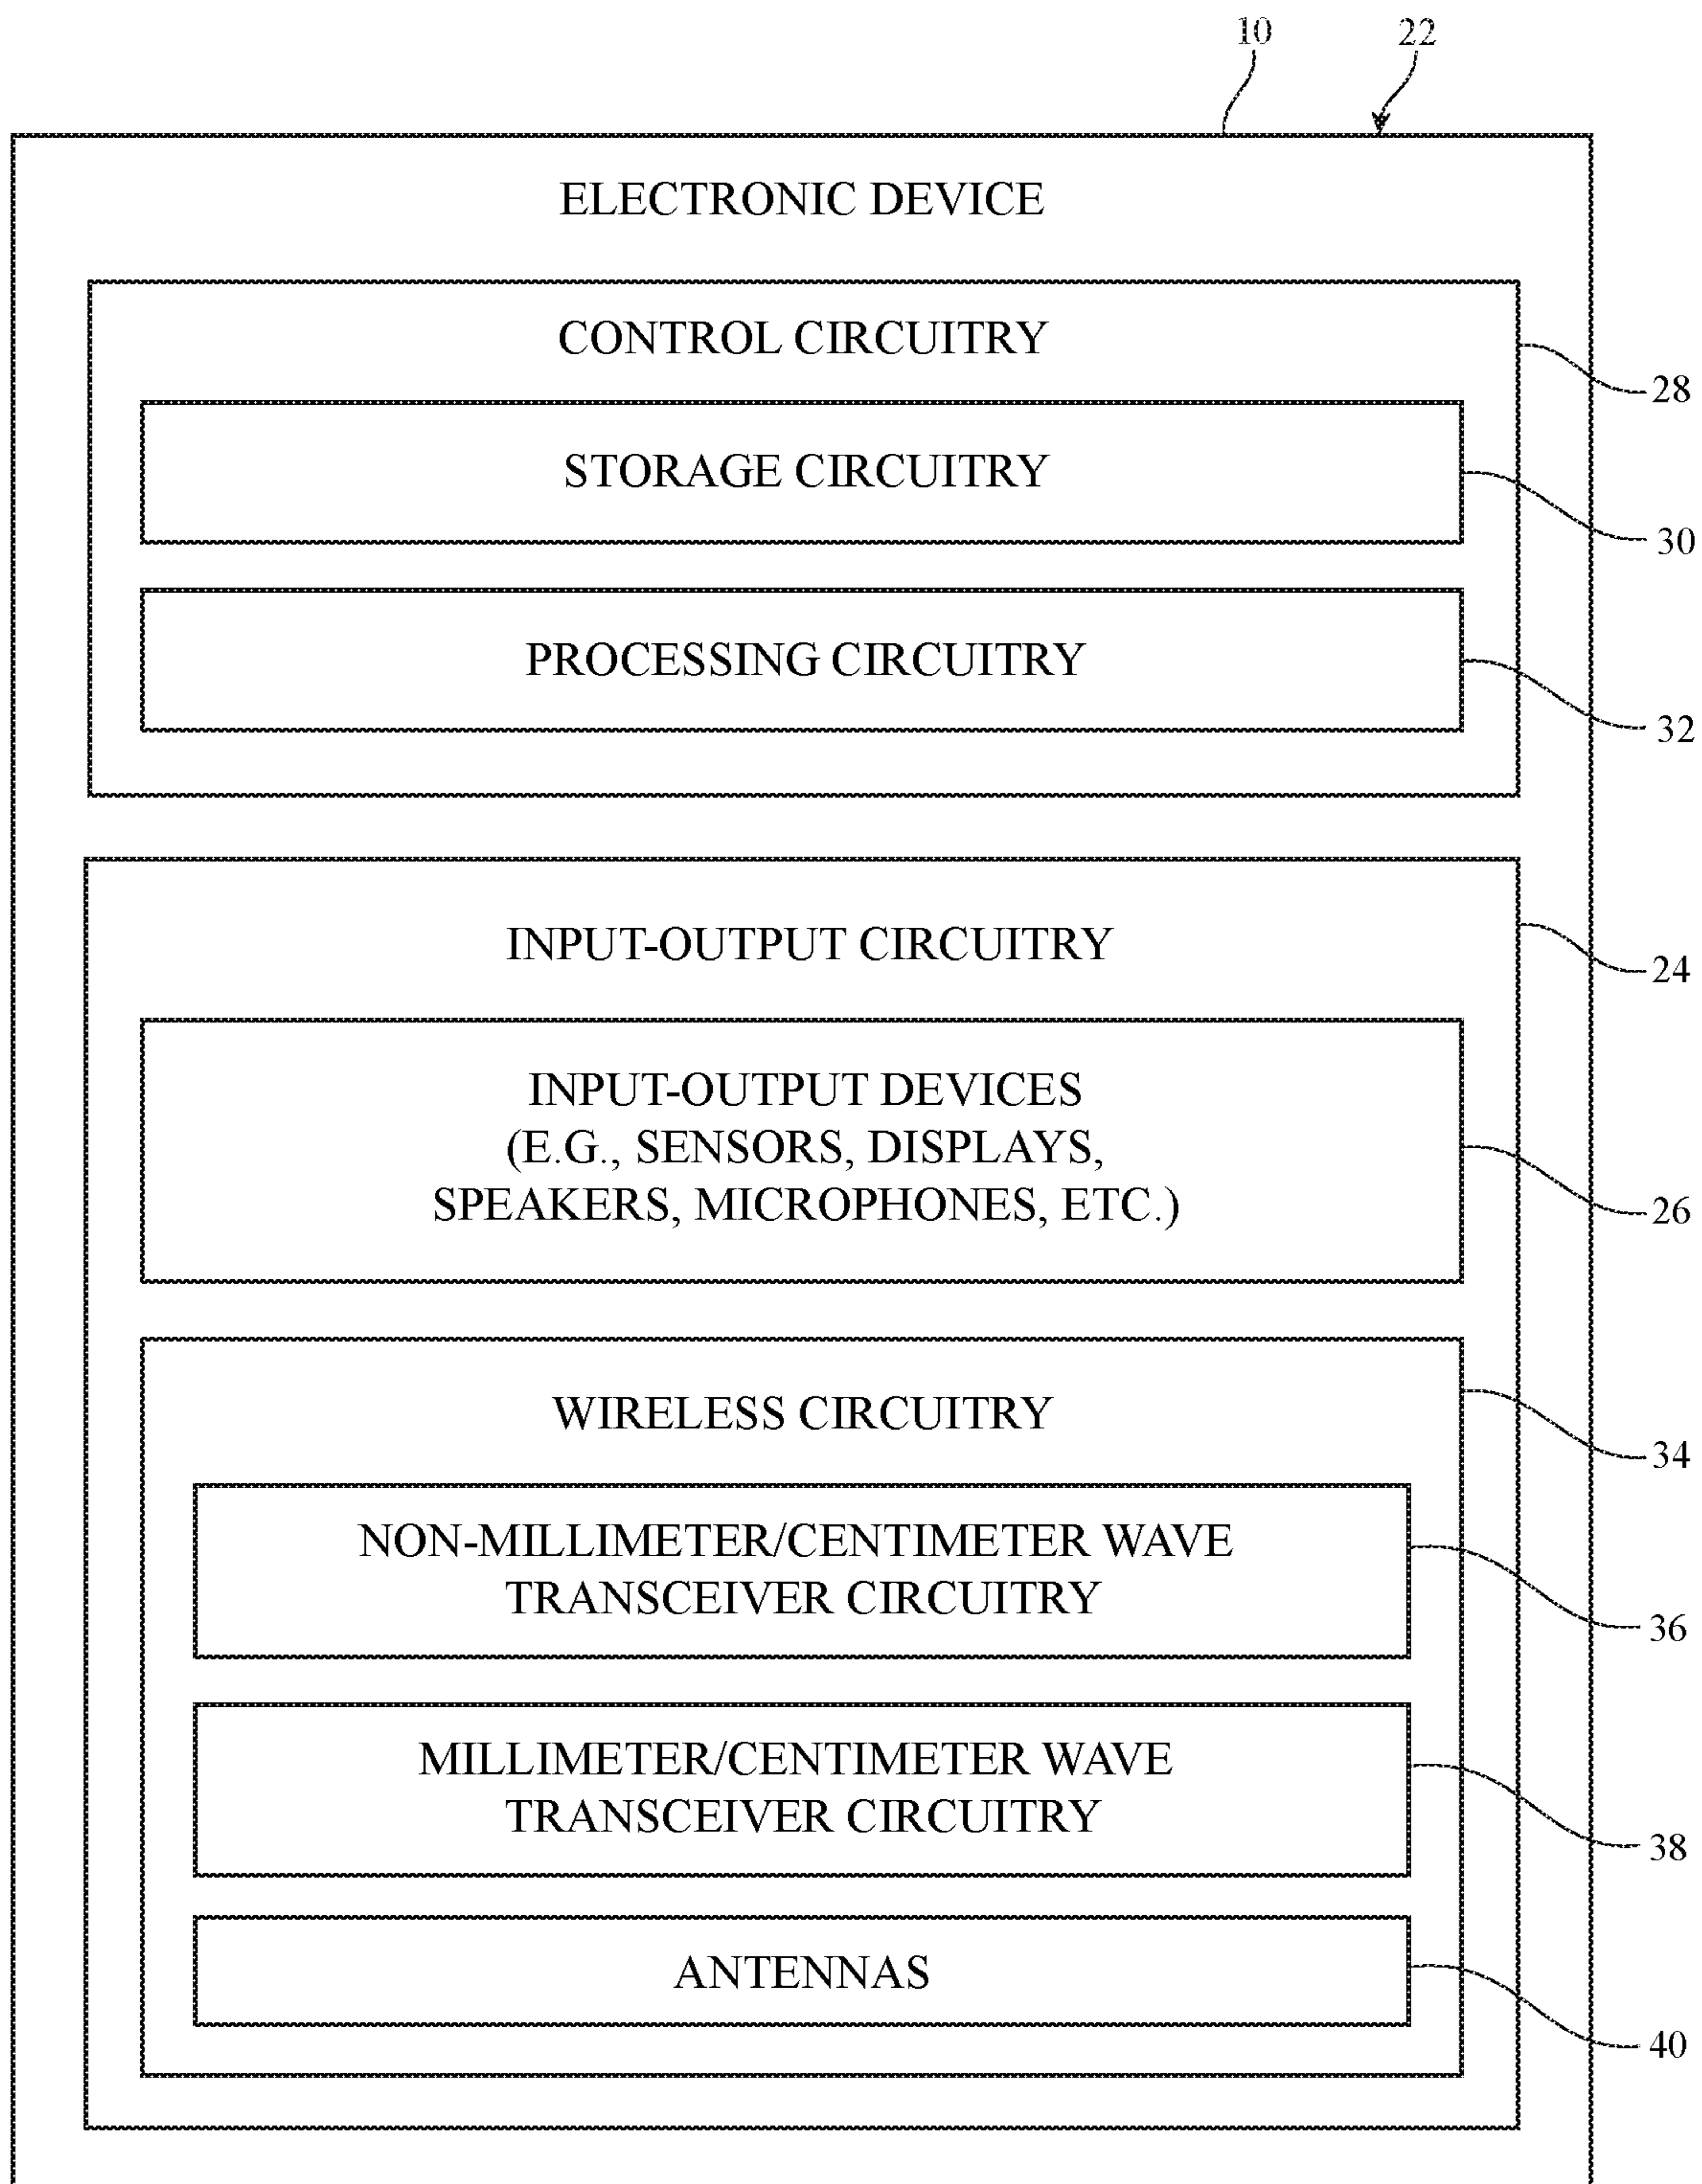 10
22
ELECTRONIC DEVICE
CONTROL CIRCUITRY
28
STORAGE CIRCUITRY
30
PROCESSING CIRCUITRY
32
INPUT-OUTPUT CIRCUITRY
24
INPUT-OUTPUT DEVICES
(E.G., SENSORS, DISPLAYS,
SPEAKERS, MICROPHONES, ETC.)
26
WIRELESS CIRCUITRY
34
NON-MILLIMETER/CENTIMETER WAVE
TRANSCEIVER CIRCUITRY
36
MILLIMETER/CENTIMETER WAVE
TRANSCEIVER CIRCUITRY
38
ANTENNAS
40